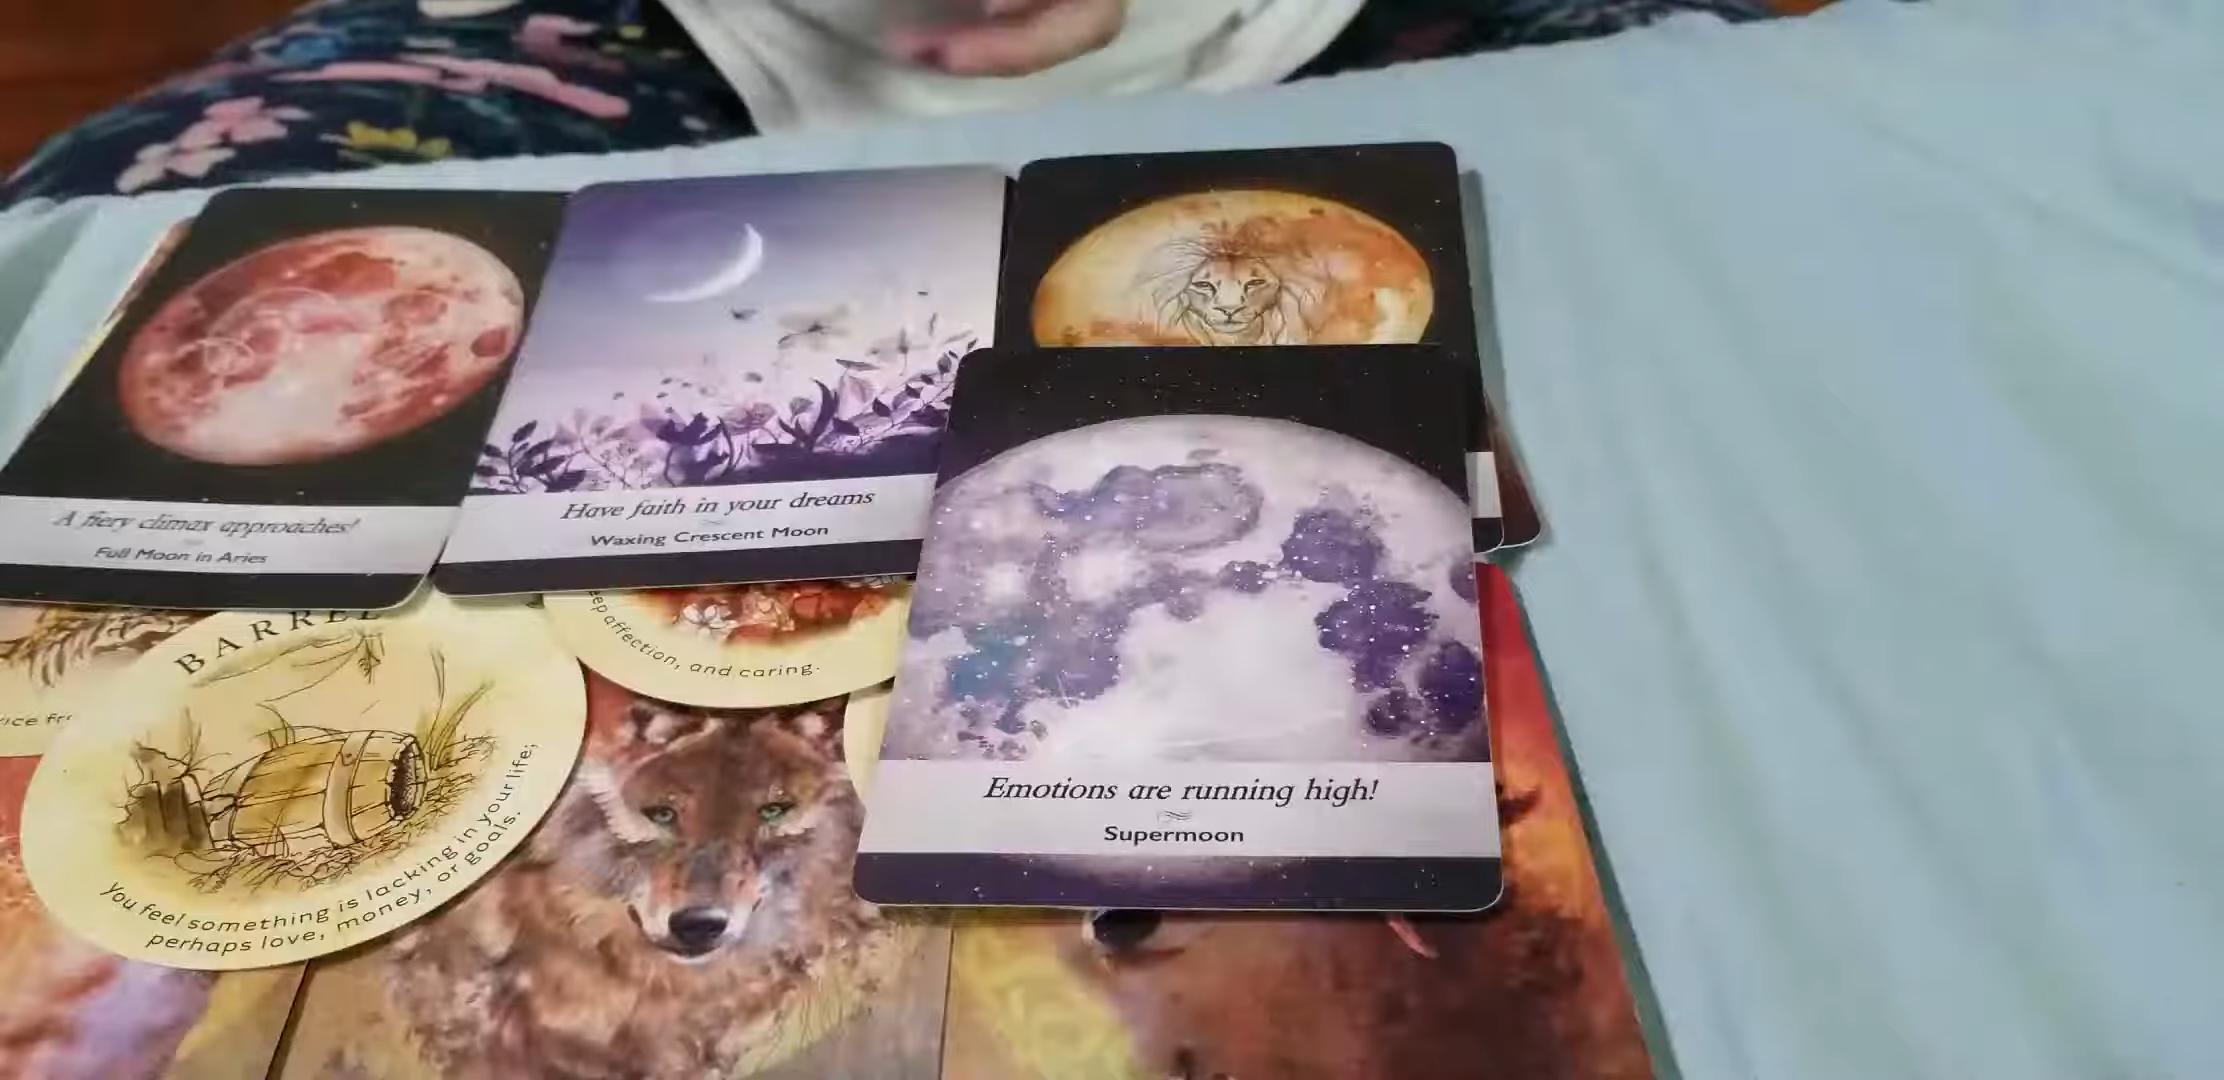 A fiery climax approaches!
Full Moon in Aries
Have faith in your dreams
Waxing Crescent Moon
Emotions are running high!
Supermoon
affection, and caring.
BARREL
You feel something is lacking in your life;
perhaps love, money, or goals.